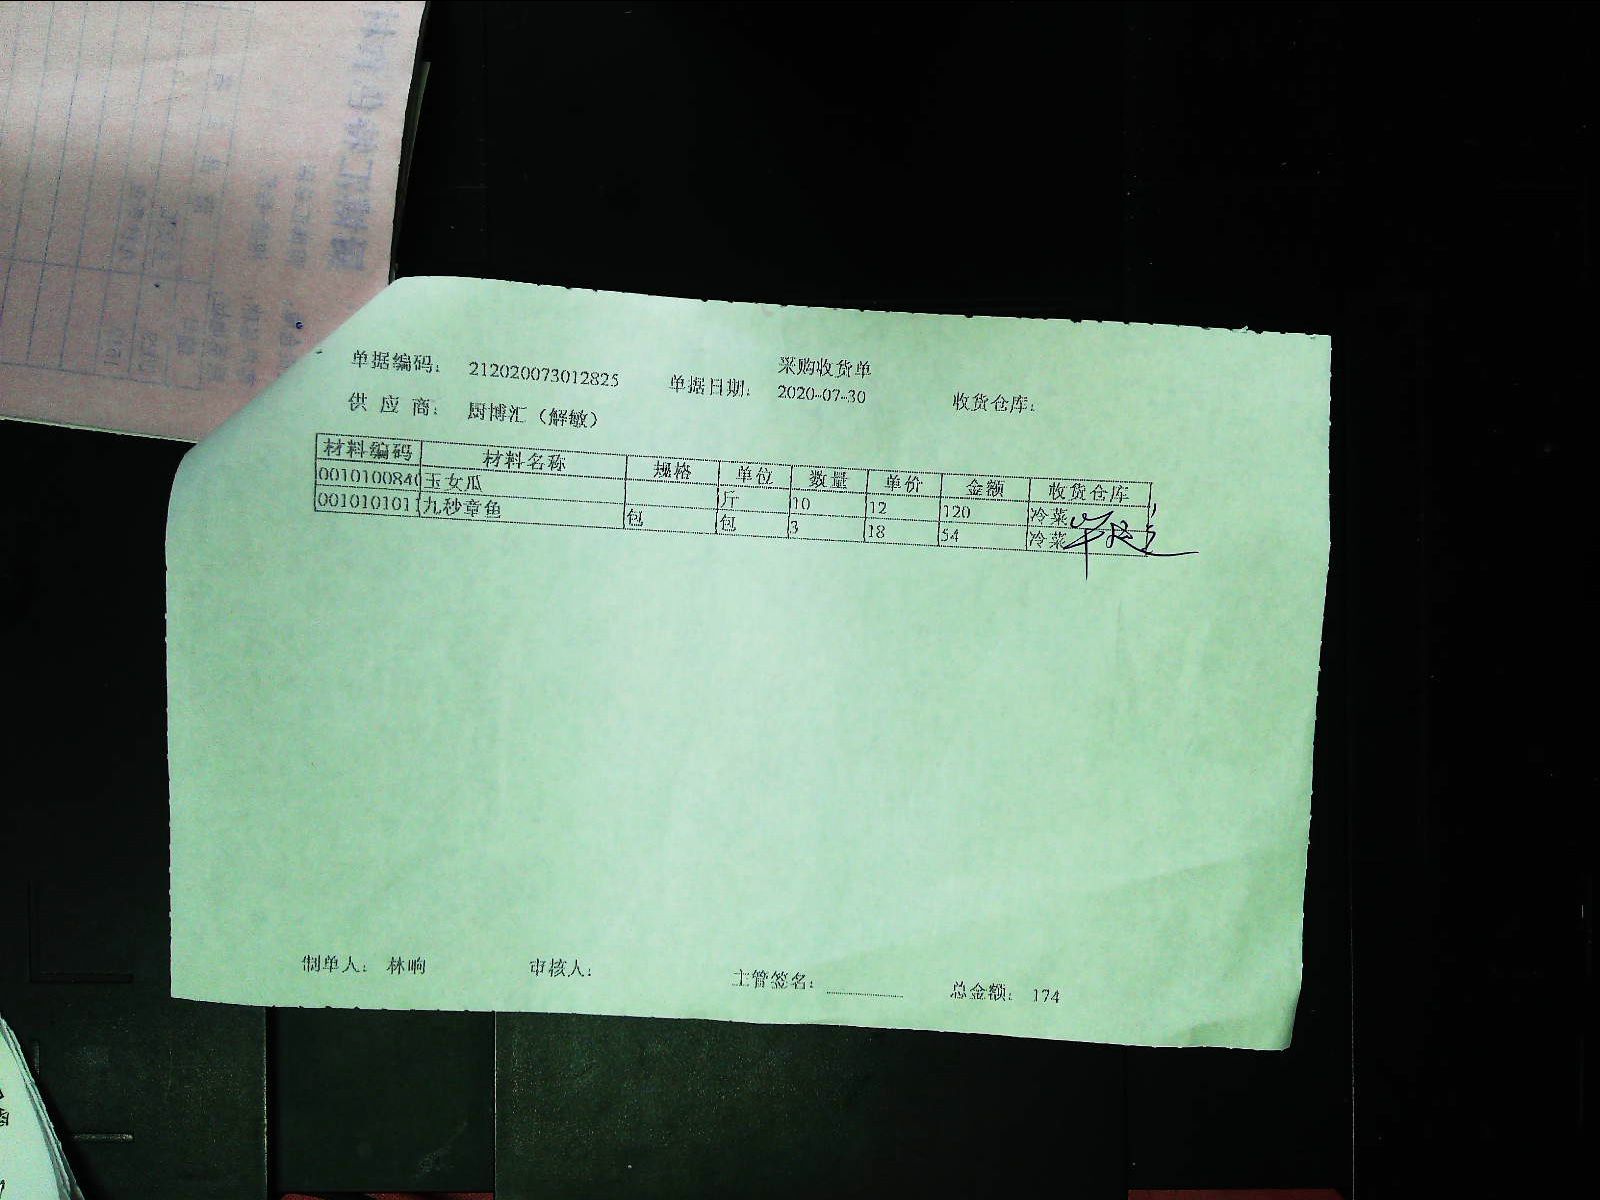 采购收货单
单据编码： 212020073012825 单据日期： 2020-07-30 收货仓库：
供 应 商： 厨博汇（解敏）
材料编码 材料名称 规格 单位 数量 单价 金额 收货仓库
0010100840 玉女瓜 斤 10 12 120 冷菜
001010101 九秒章鱼 包 包 3 18 54 冷菜
制单人： 林响 审核人： 主管签名： 总金额： 174